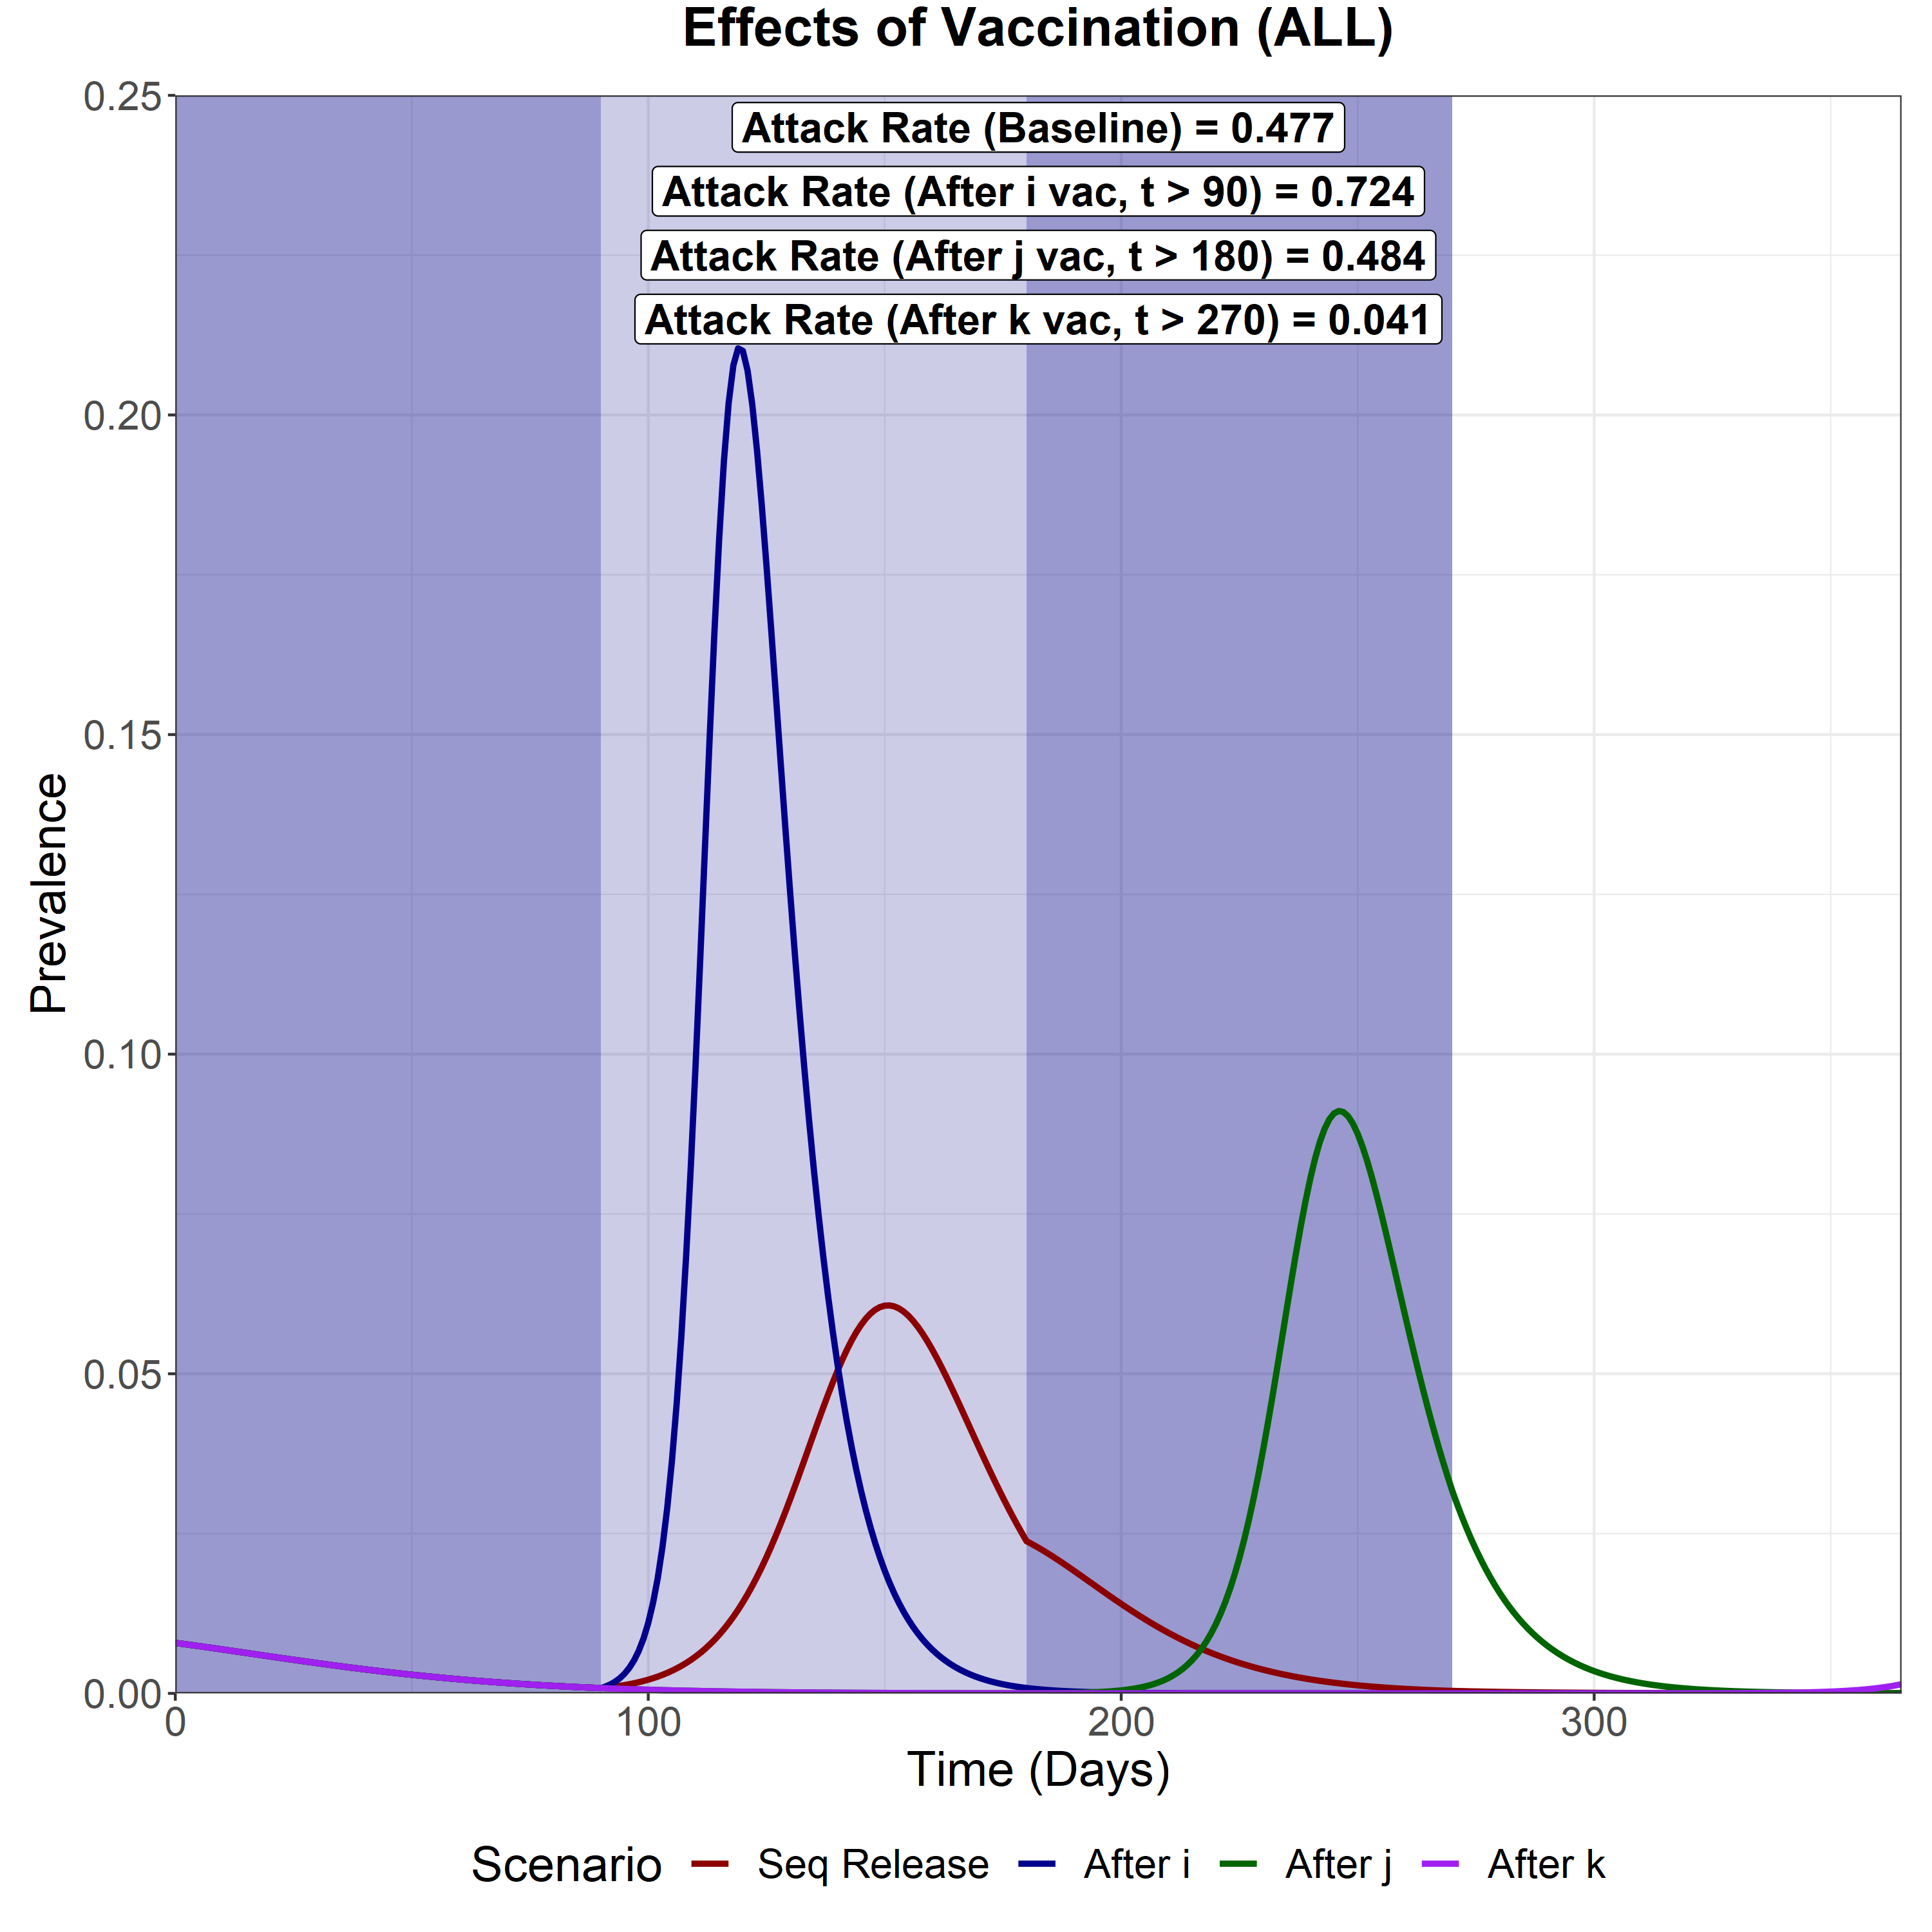 Effects of Vaccination (ALL)
0.25
0.20
0.15
0.10
0.05
0.00
Prevalence
Attack Rate (Baseline) = 0.477
Attack Rate (After i vac, t > 90) = 0.724
Attack Rate (After j vac, t > 180) = 0.484
Attack Rate (After k vac, t > 270) = 0.041
0 100 200 300
Time (Days)
Scenario Seq Release After i After j After k